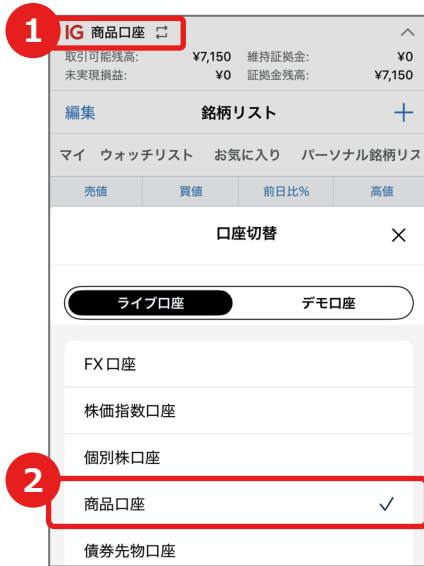 1
IG 商品口座
取引可能残高: ¥7,150 維持証拠金: ¥0
未実現損益: ¥0 証拠金残高: ¥7,150
編集 銘柄リスト +
マイ ウォッチリスト お気に入り パーソナル銘柄リス
売値 買値 前日比% 高値
口座切替 ×
ライブ口座 デモ口座
FX口座
株価指数口座
個別株口座
2
商品口座 ✓
債券先物口座